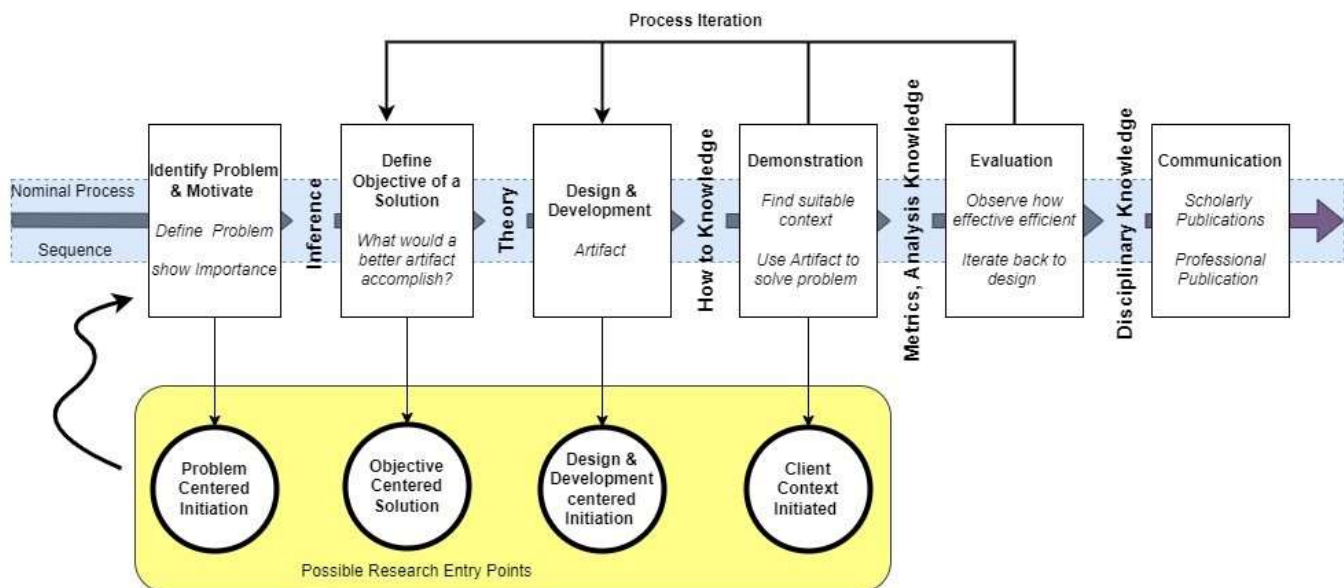 Process Iteration
Nominal Process
Sequence
Identify Problem
& Motivate
Define Problem
show Importance
Inference
Define
Objective of a
Solution
What would a
better artifact
accomplish?
Theory
Design &
Development
Artifact
How to Knowledge
Demonstration
Find suitable
context
Use Artifact to
solve problem
Metrics, Analysis Knowledge
Evaluation
Observe how
effective efficient
Iterate back to
design
Disciplinary Knowledge
Communication
Scholarly
Publications
Professional
Publication
Problem
Centered
Initiation
Objective
Centered
Solution
Design &
Development
centered
Initiation
Client
Context
Initiated
Possible Research Entry Points